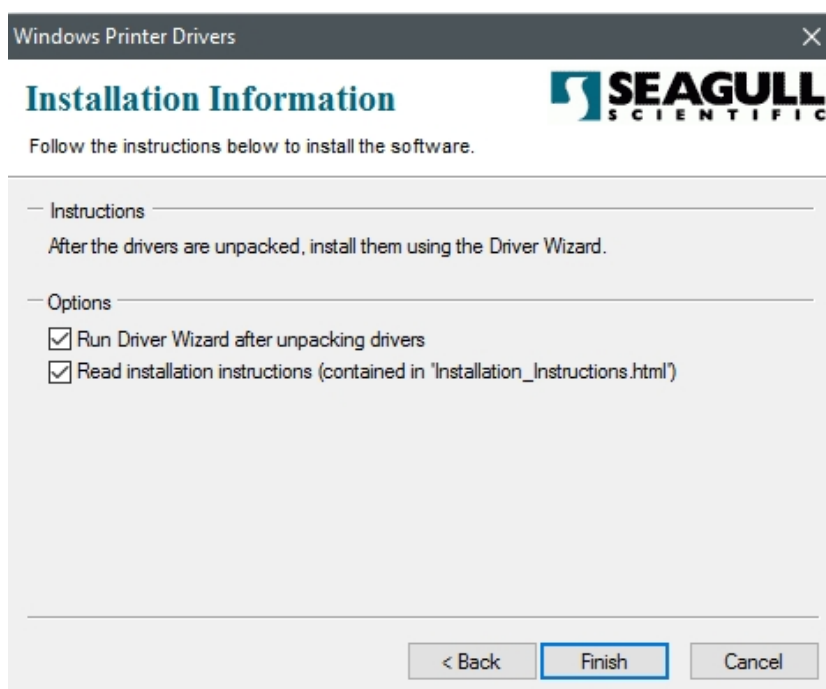 Windows Printer Drivers
Installation Information
SEAGULL
SCIENTIFIC
Follow the instructions below to install the software.
Instructions
After the drivers are unpacked, install them using the Driver Wizard.
Options
Run Driver Wizard after unpacking drivers
Read installation instructions (contained in 'Installation_Instructions.html')
< Back Finish Cancel